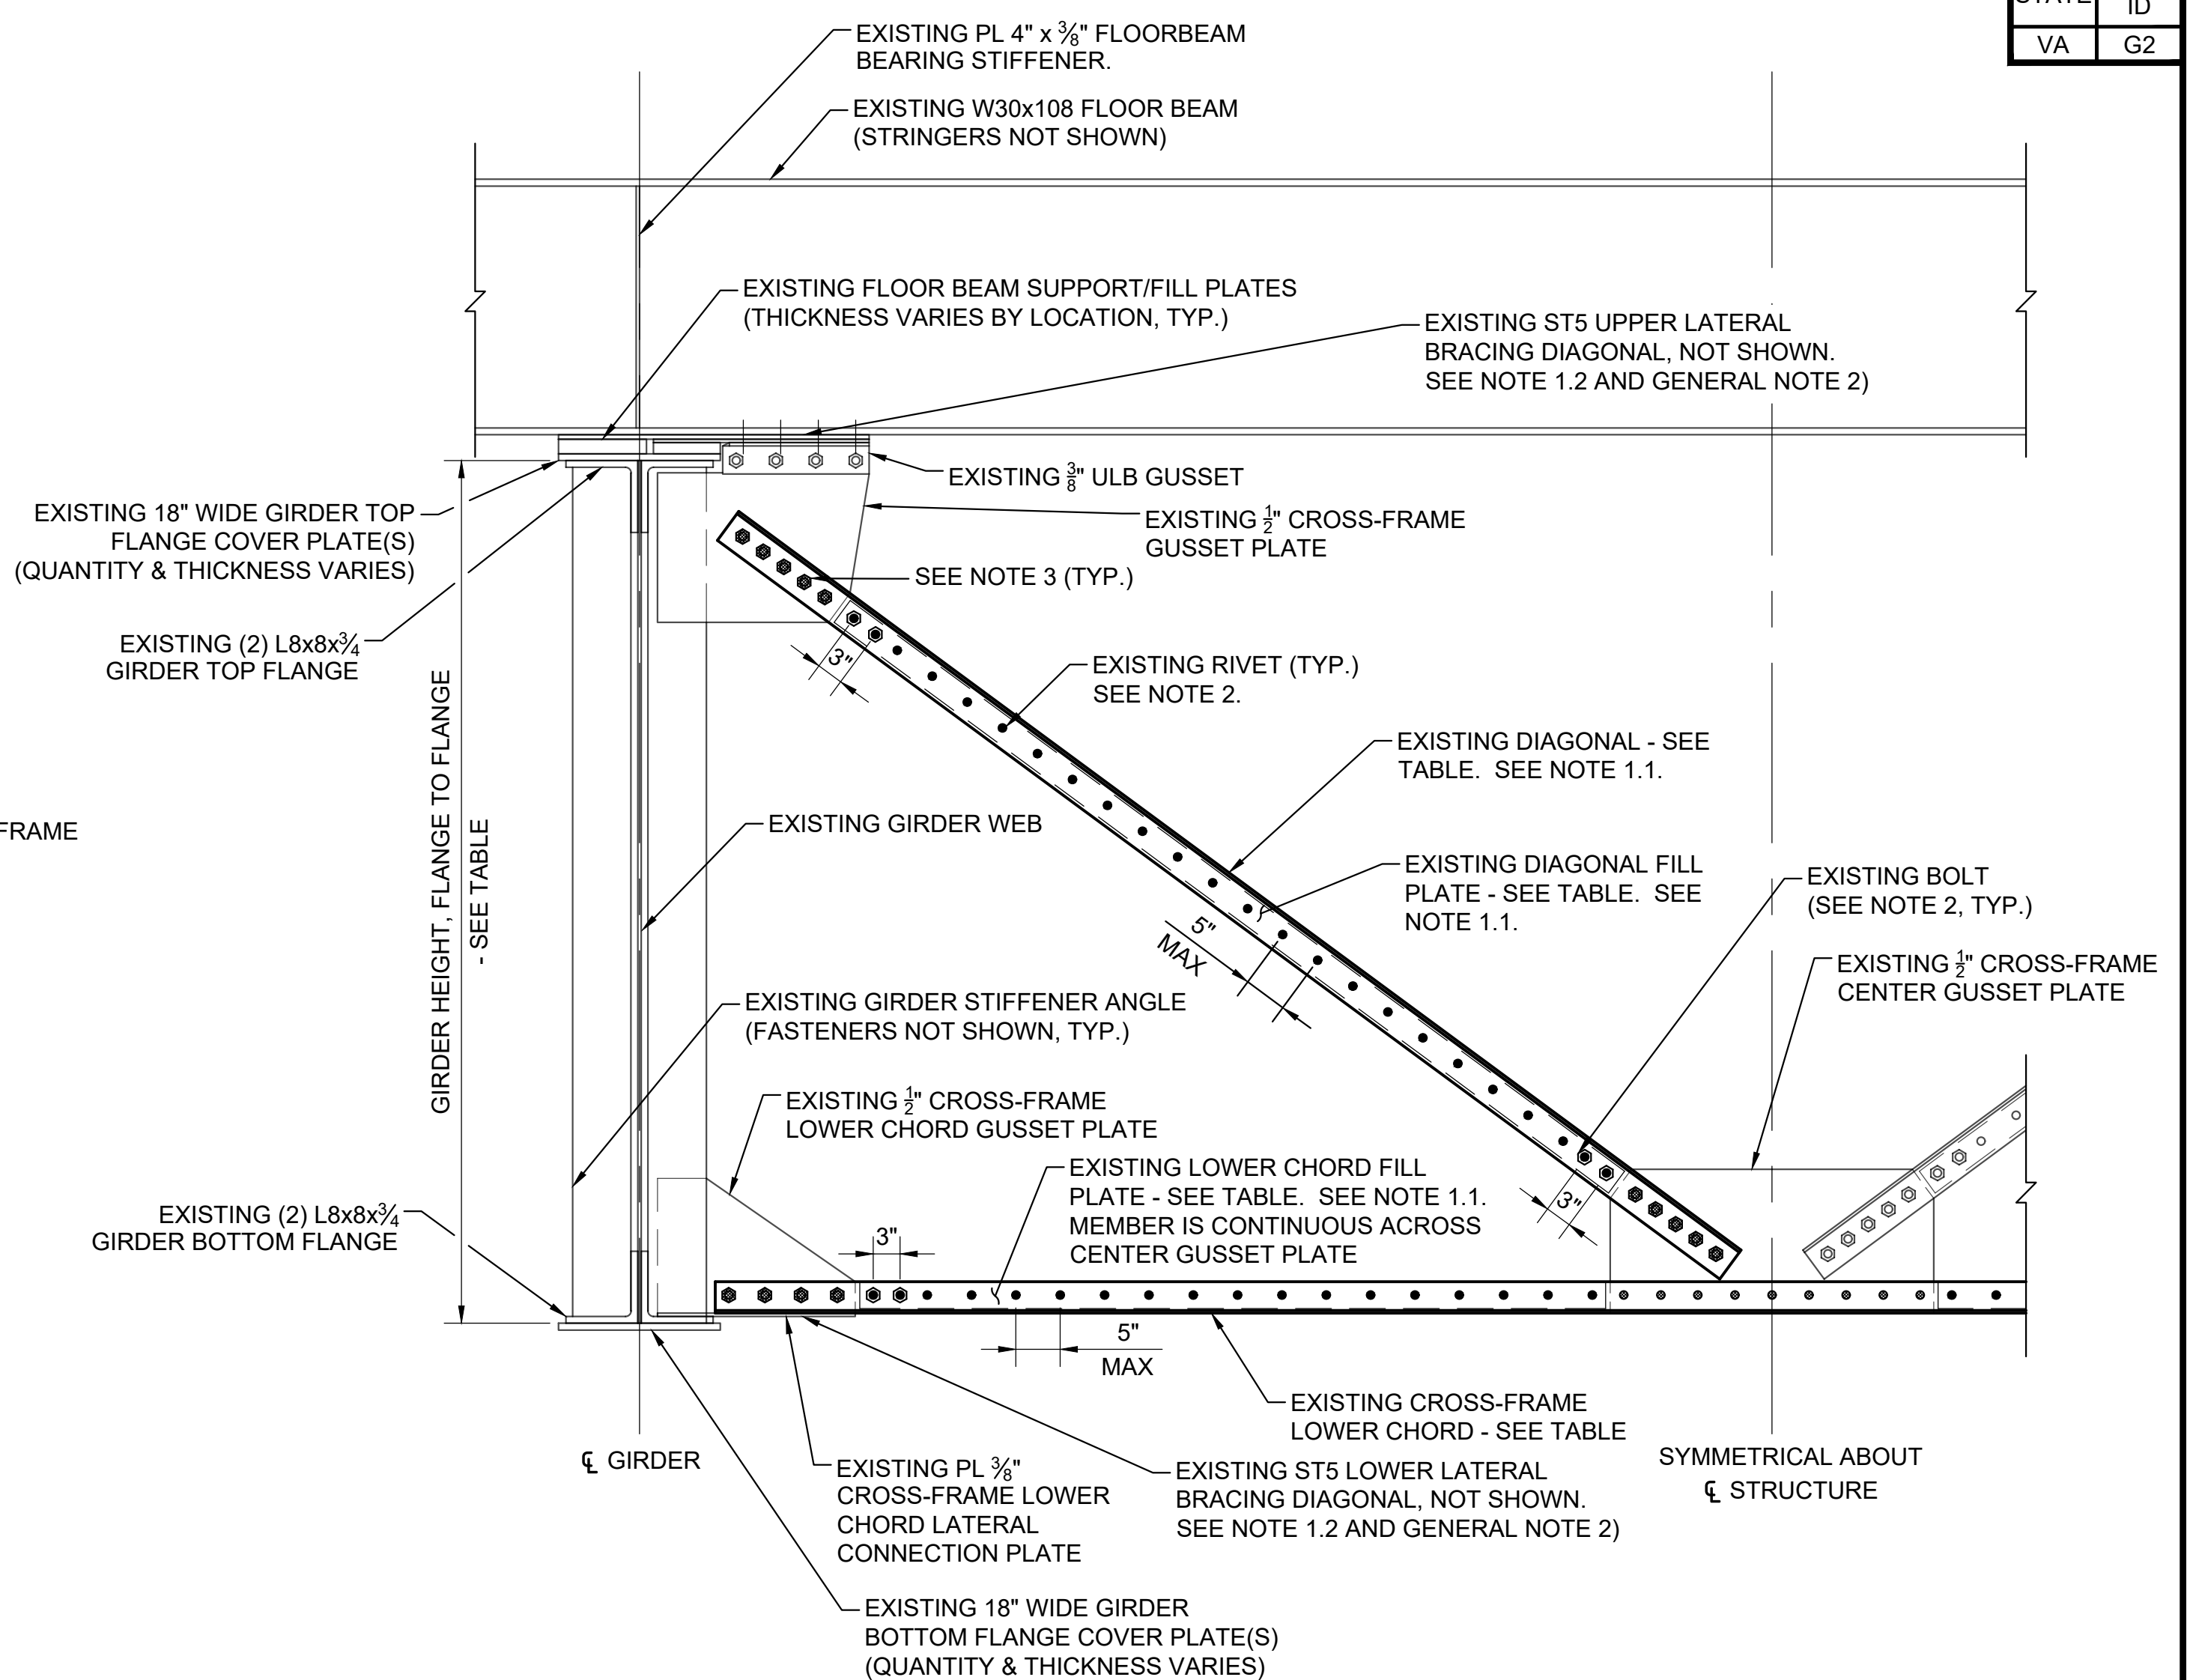 STATE
ID
VA
G2
EXISTING PL 4" x ⅜" FLOORBEAM
BEARING STIFFENER.
EXISTING W30x108 FLOOR BEAM
(STRINGERS NOT SHOWN)
EXISTING FLOOR BEAM SUPPORT/FILL PLATES
(THICKNESS VARIES BY LOCATION, TYP.)
EXISTING ST5 UPPER LATERAL
BRACING DIAGONAL, NOT SHOWN.
SEE NOTE 1.2 AND GENERAL NOTE 2)
EXISTING ⅜" ULB GUSSET
EXISTING 18" WIDE GIRDER TOP
FLANGE COVER PLATE(S)
(QUANTITY & THICKNESS VARIES)
EXISTING ½" CROSS-FRAME
GUSSET PLATE
SEE NOTE 3 (TYP.)
EXISTING (2) L8x8x¾
GIRDER TOP FLANGE
3"
EXISTING RIVET (TYP.)
SEE NOTE 2.
EXISTING DIAGONAL - SEE
TABLE. SEE NOTE 1.1.
GIRDER HEIGHT, FLANGE TO FLANGE
- SEE TABLE
FRAME
EXISTING GIRDER WEB
EXISTING DIAGONAL FILL
PLATE - SEE TABLE. SEE
NOTE 1.1.
EXISTING BOLT
(SEE NOTE 2, TYP.)
5"
MAX
EXISTING ½" CROSS-FRAME
CENTER GUSSET PLATE
EXISTING GIRDER STIFFENER ANGLE
(FASTENERS NOT SHOWN, TYP.)
EXISTING ½" CROSS-FRAME
LOWER CHORD GUSSET PLATE
EXISTING LOWER CHORD FILL
PLATE - SEE TABLE. SEE NOTE 1.1.
MEMBER IS CONTINUOUS ACROSS
CENTER GUSSET PLATE
3"
EXISTING (2) L8x8x¾
GIRDER BOTTOM FLANGE
3"
5"
MAX
EXISTING CROSS-FRAME
LOWER CHORD - SEE TABLE
℄ GIRDER
EXISTING PL ⅜"
CROSS-FRAME LOWER
CHORD LATERAL
CONNECTION PLATE
EXISTING ST5 LOWER LATERAL
BRACING DIAGONAL, NOT SHOWN.
SEE NOTE 1.2 AND GENERAL NOTE 2)
SYMMETRICAL ABOUT
℄ STRUCTURE
EXISTING 18" WIDE GIRDER
BOTTOM FLANGE COVER PLATE(S)
(QUANTITY & THICKNESS VARIES)